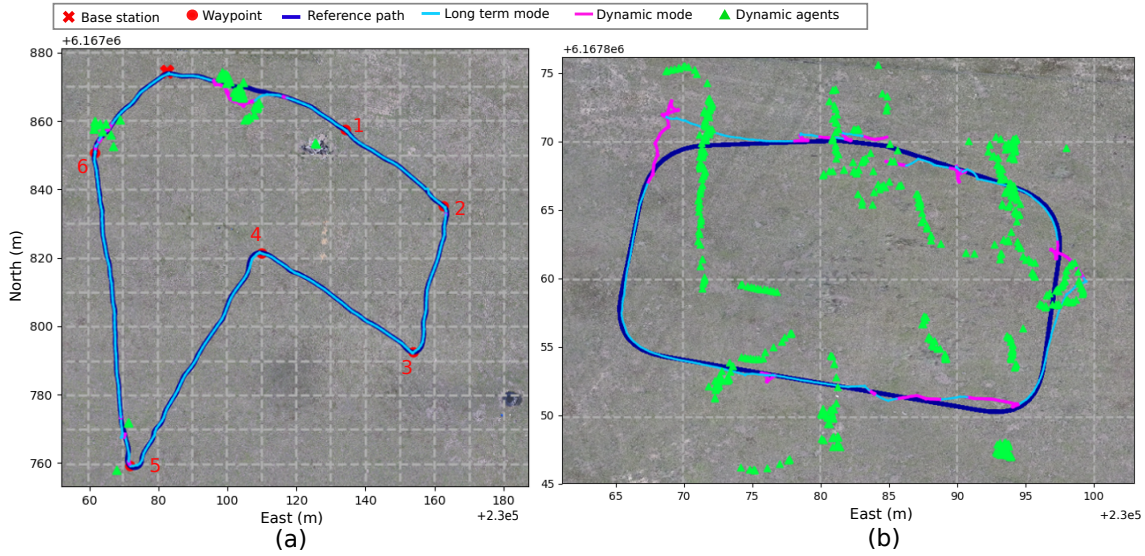 Base station Waypoint Reference path Long term mode Dynamic mode Dynamic agents
+6.167e6
880
860
840
820
800
780
760
North (m)
1
2
3
4
5
6
60 80 100 120 140 160 180
East (m)
+2.3e5
(a)
+6.1678e6
75
70
65
60
55
50
45
65 70 75 80 85 90 95 100
East (m)
+2.3e5
(b)